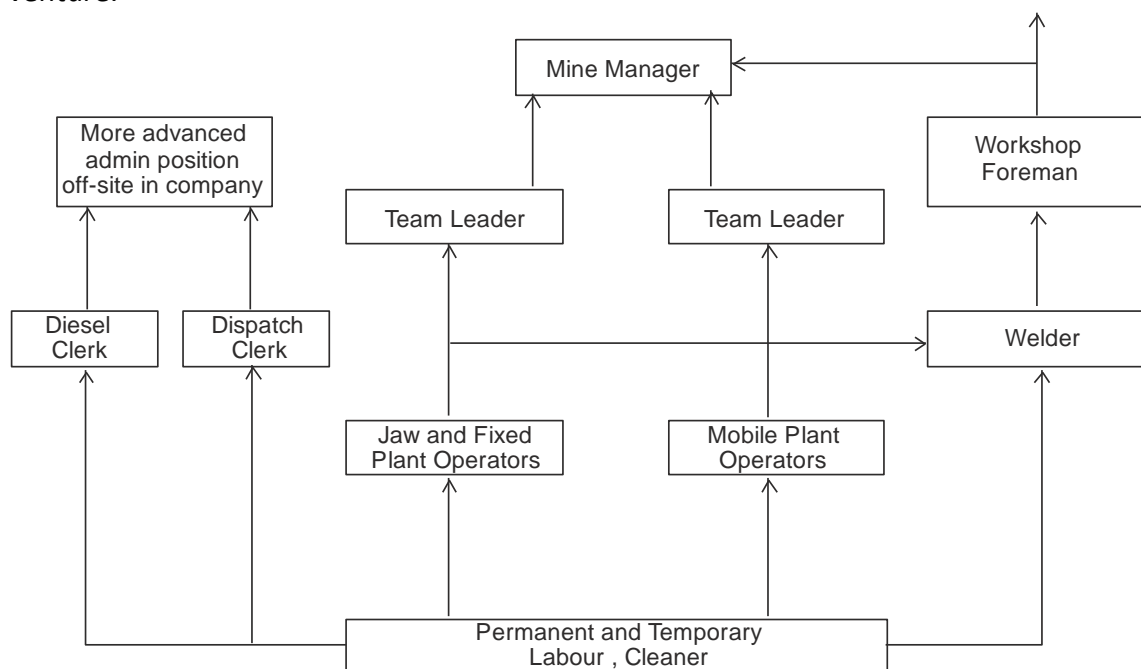 venture.
Mine Manager
More advanced
admin position
off-site in company
Workshop
Foreman
Team Leader
Team Leader
Diesel
Clerk
Dispatch
Clerk
Welder
Jaw and Fixed
Plant Operators
Mobile Plant
Operators
Permanent and Temporary
Labour , Cleaner